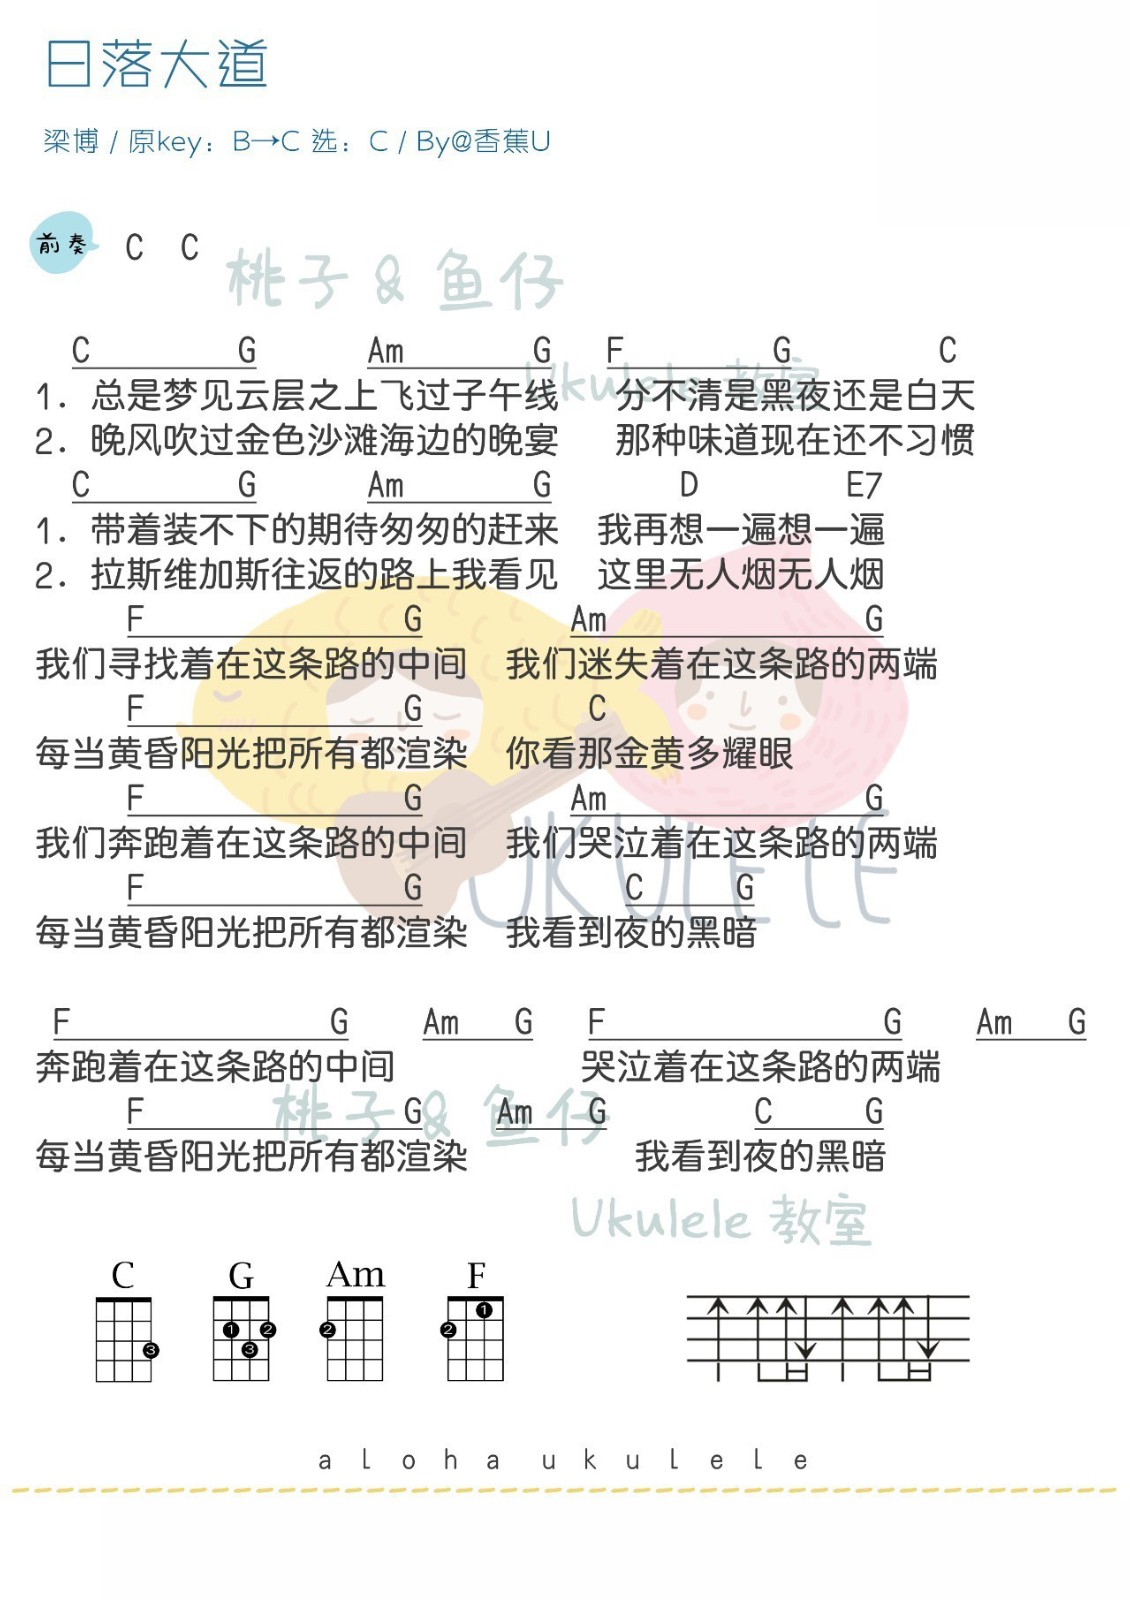 日落大道
梁博 / 原key：B→C 选：C / By@香蕉U
前奏 C C
桃子 & 鱼仔
C G Am G F G C
Ukulele 教室
1. 总是梦见云层之上飞过子午线 分不清是黑夜还是白天
2. 晚风吹过金色沙滩海边的晚宴 那种味道现在还不习惯
C G Am G D E7
1. 带着装不下的期待匆匆的赶来 我再想一遍想一遍
2. 拉斯维加斯往返的路上我看见 这里无人烟无人烟
F G Am G
我们寻找着在这条路的中间 我们迷失着在这条路的两端
F G C
每当黄昏阳光把所有都渲染 你看那金黄多耀眼
F G Am G
我们奔跑着在这条路的中间 我们哭泣着在这条路的两端
UKULELE
F G C G
每当黄昏阳光把所有都渲染 我看到夜的黑暗
F G Am G F G Am G
奔跑着在这条路的中间 哭泣着在这条路的两端
桃子 & 鱼仔
F G Am G C G
每当黄昏阳光把所有都渲染 我看到夜的黑暗
Ukulele 教室
C G Am F
3 1 2 3 2 1 2
aloha ukulele